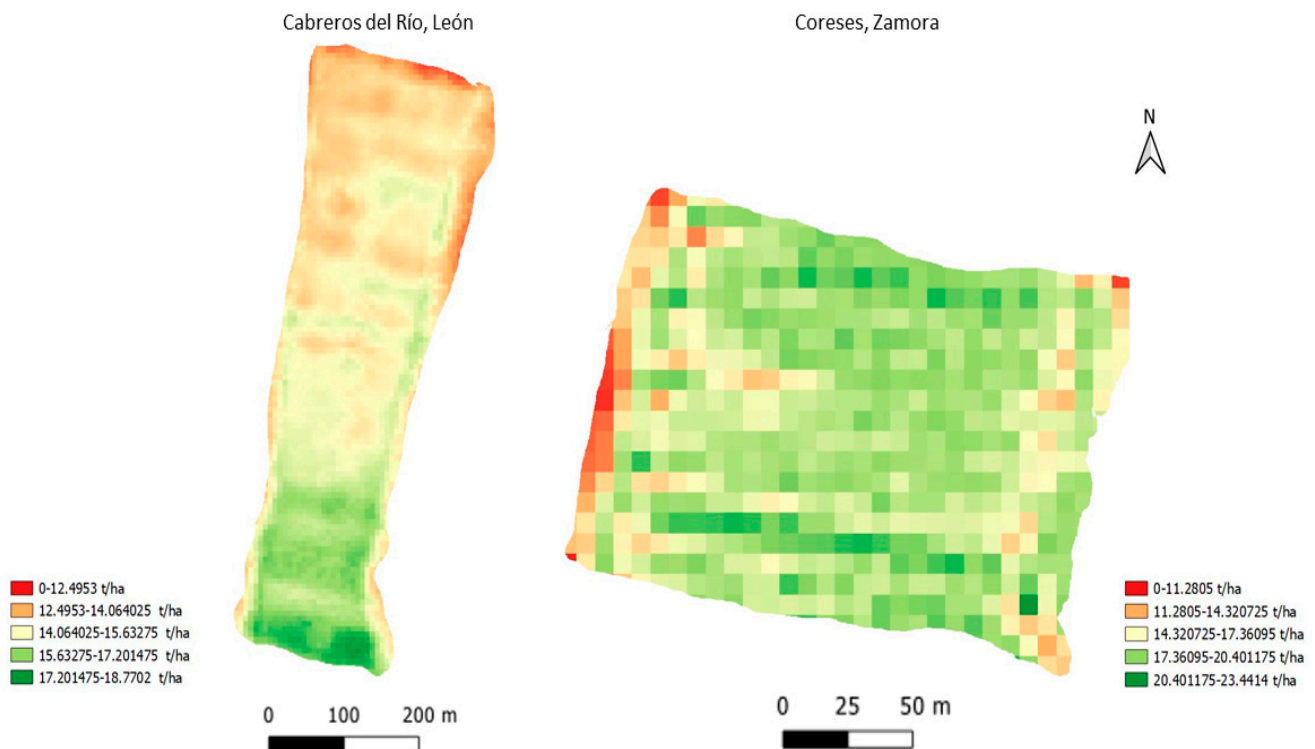 Cabreros del Río, León
Coreses, Zamora
N
0-12.4953 t/ha
12.4953-14.064025 t/ha
14.064025-15.63275 t/ha
15.63275-17.201475 t/ha
17.201475-18.7702 t/ha
0 100 200 m
0-11.2805 t/ha
11.2805-14.320725 t/ha
14.320725-17.36095 t/ha
17.36095-20.401175 t/ha
20.401175-23.4414 t/ha
0 25 50 m